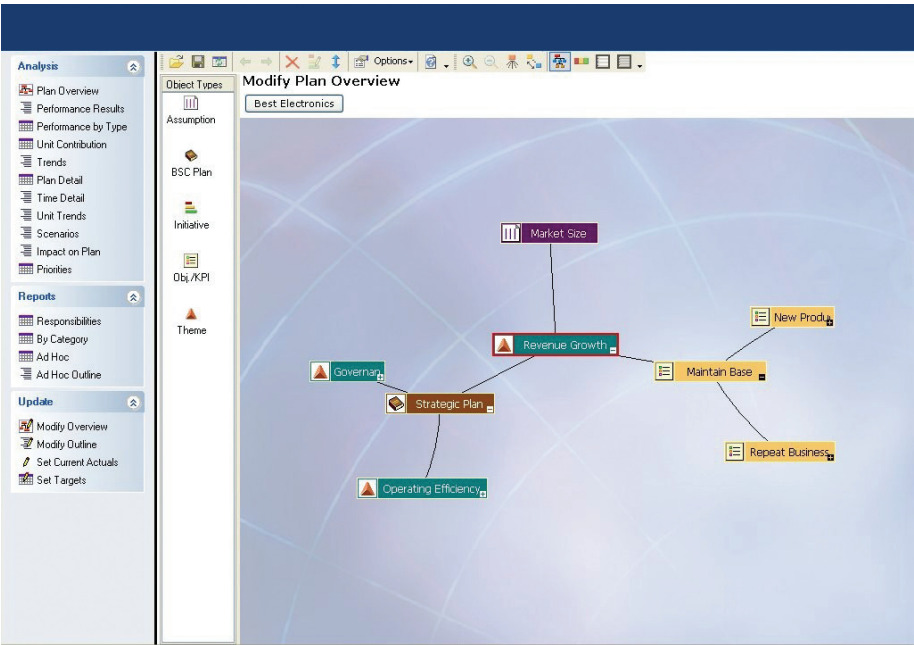 Analysis
Plan Overview
Performance Results
Performance by Type
Unit Contribution
Trends
Plan Detail
Time Detail
Unit Trends
Scenarios
Impact on Plan
Priorities
Reports
Responsibilities
By Category
Ad Hoc
Ad Hoc Outline
Update
Modify Overview
Modify Outline
Set Current Actuals
Set Targets
Options
Object Types
Assumption
BSC Plan
Initiative
Obj./KPI
Theme
Modify Plan Overview
Best Electronics
Market Size
New Produ
Revenue Growth
Governan
Maintain Base
Strategic Plan
Repeat Business
Operating Efficiency